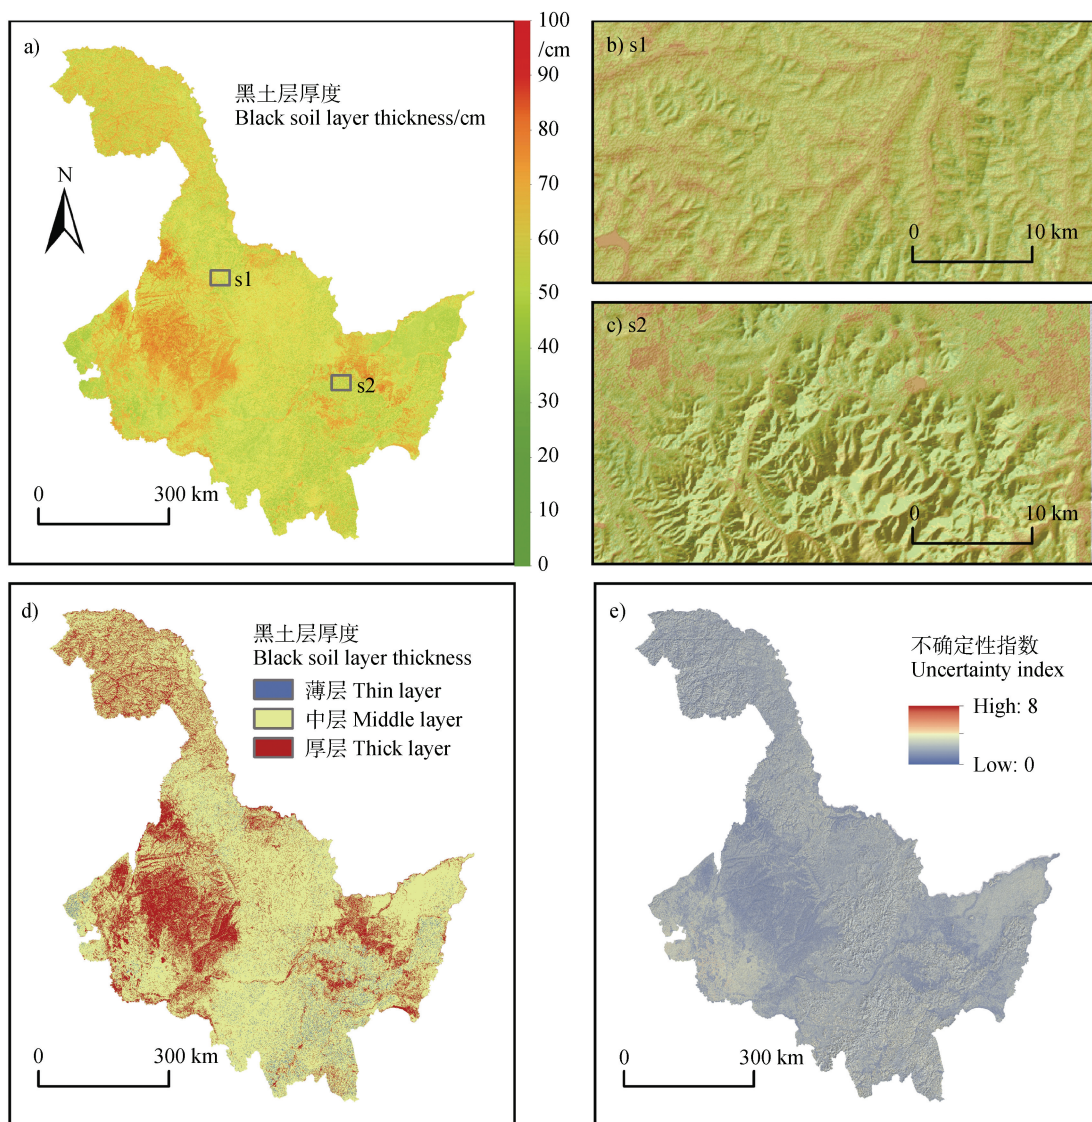 a)
黑土层厚度
Black soil layer thickness/cm
N
s1
s2
0 300 km
100
/cm
90
80
70
60
50
40
30
20
10
0
b) s1
0 10 km
c) s2
0 10 km
d)
黑土层厚度
Black soil layer thickness
薄层 Thin layer
中层 Middle layer
厚层 Thick layer
0 300 km
e)
不确定性指数
Uncertainty index
High: 8
Low: 0
0 300 km